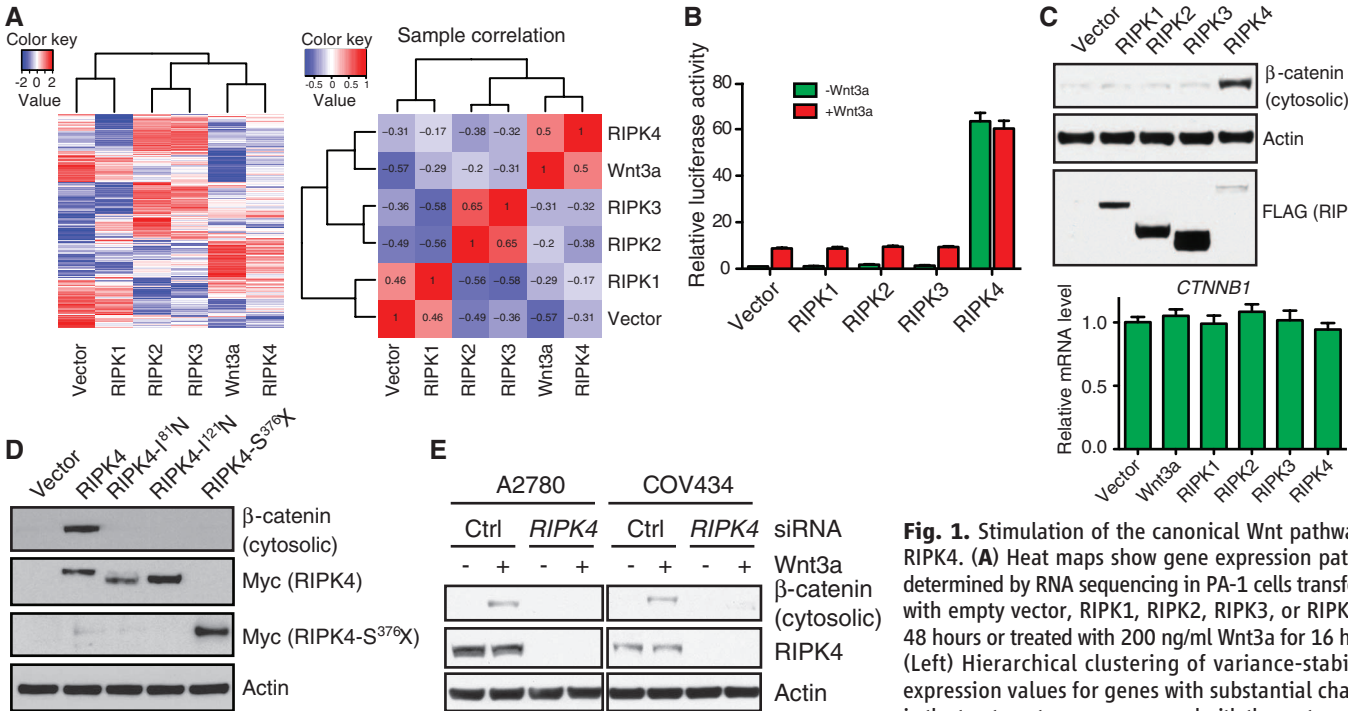 A
Color key
-2 0 2
Value
Vector
RIPK1
RIPK2
RIPK3
Wnt3a
RIPK4
Color key
-0.5 0 0.5 1
Value
Sample correlation
−0.31 −0.17 −0.38 −0.32 0.5 1 RIPK4
−0.57 −0.29 −0.2 −0.31 1 0.5 Wnt3a
−0.36 −0.58 0.65 1 −0.31 −0.32 RIPK3
−0.49 −0.56 1 0.65 −0.2 −0.38 RIPK2
0.46 1 −0.56 −0.58 −0.29 −0.17 RIPK1
1 0.46 −0.49 −0.36 −0.57 −0.31 Vector
Vector
RIPK1
RIPK2
RIPK3
Wnt3a
RIPK4
B
Relative luciferase activity
80
60
40
20
0
-Wnt3a
+Wnt3a
Vector
RIPK1
RIPK2
RIPK3
RIPK4
C
Vector
RIPK1
RIPK2
RIPK3
RIPK4
β-catenin
(cytosolic)
Actin
FLAG (RIP
CTNNB1
Relative mRNA level
1.0
0.5
0.0
Vector
Wnt3a
RIPK1
RIPK2
RIPK3
RIPK4
D
Vector
RIPK4
RIPK4-I⁸¹N
RIPK4-I¹²¹N
RIPK4-S³⁷⁶X
β-catenin
(cytosolic)
Myc (RIPK4)
Myc (RIPK4-S³⁷⁶X)
Actin
E
A2780 COV434
Ctrl RIPK4 Ctrl RIPK4 siRNA
- + - + - + - + Wnt3a
β-catenin
(cytosolic)
RIPK4
Actin
Fig. 1. Stimulation of the canonical Wnt pathwa
RIPK4. (A) Heat maps show gene expression pat
determined by RNA sequencing in PA-1 cells transfe
with empty vector, RIPK1, RIPK2, RIPK3, or RIPK
48 hours or treated with 200 ng/ml Wnt3a for 16 h
(Left) Hierarchical clustering of variance-stabil
expression values for genes with substantial cha